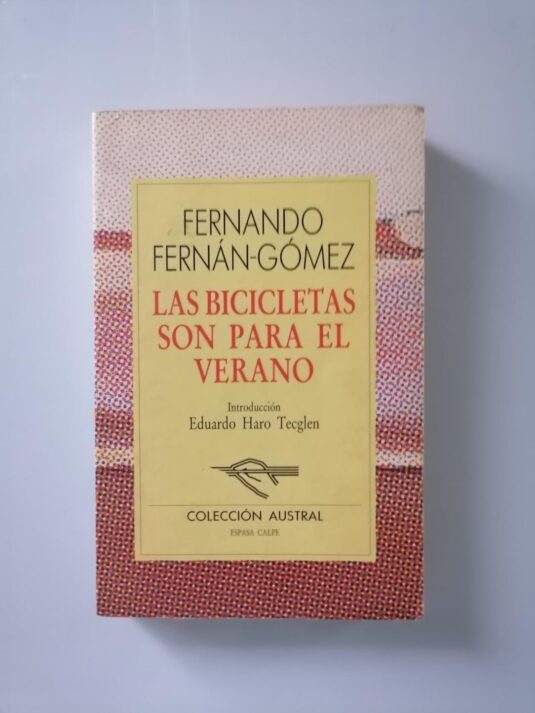 FERNANDO
FERNÁN-GÓMEZ
LAS BICICLETAS
SON PARA EL
VERANO
Introducción
Eduardo Haro Tecglen
COLECCIÓN AUSTRAL
ESPASA CALPE